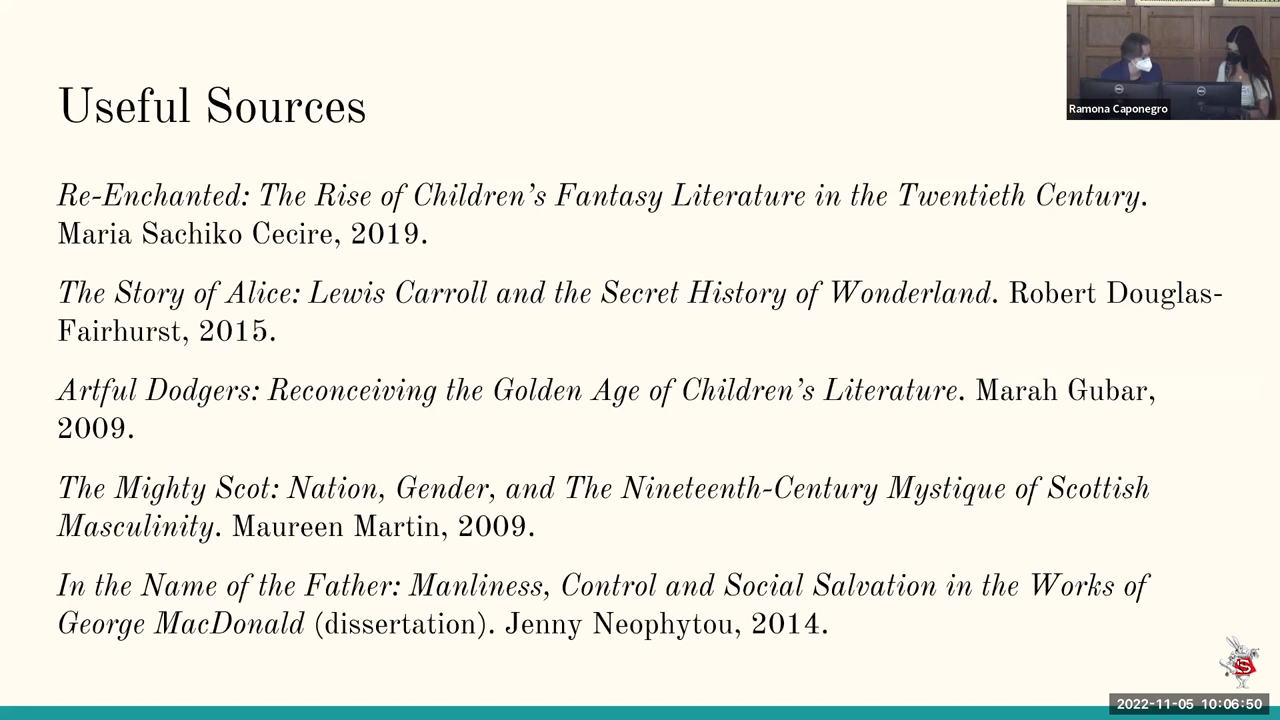 Useful Sources
Ramona Caponegro
Re-Enchanted: The Rise of Children’s Fantasy Literature in the Twentieth Century.
Maria Sachiko Cecire, 2019.
The Story of Alice: Lewis Carroll and the Secret History of Wonderland. Robert Douglas-
Fairhurst, 2015.
Artful Dodgers: Reconceiving the Golden Age of Children’s Literature. Marah Gubar,
2009.
The Mighty Scot: Nation, Gender, and The Nineteenth-Century Mystique of Scottish
Masculinity. Maureen Martin, 2009.
In the Name of the Father: Manliness, Control and Social Salvation in the Works of
George MacDonald (dissertation). Jenny Neophytou, 2014.
S
2022-11-05 10:06:50